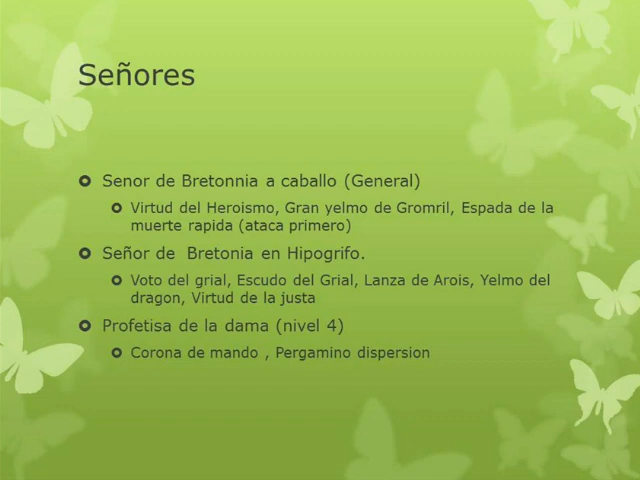 Señores
Senor de Bretonnia a caballo (General)
Virtud del Heroismo, Gran yelmo de Gromril, Espada de la
muerte rapida (ataca primero)
Señor de  Bretonia en Hipogrifo.
Voto del grial, Escudo del Grial, Lanza de Arois, Yelmo del
dragon, Virtud de la justa
Profetisa de la dama (nivel 4)
Corona de mando , Pergamino dispersion